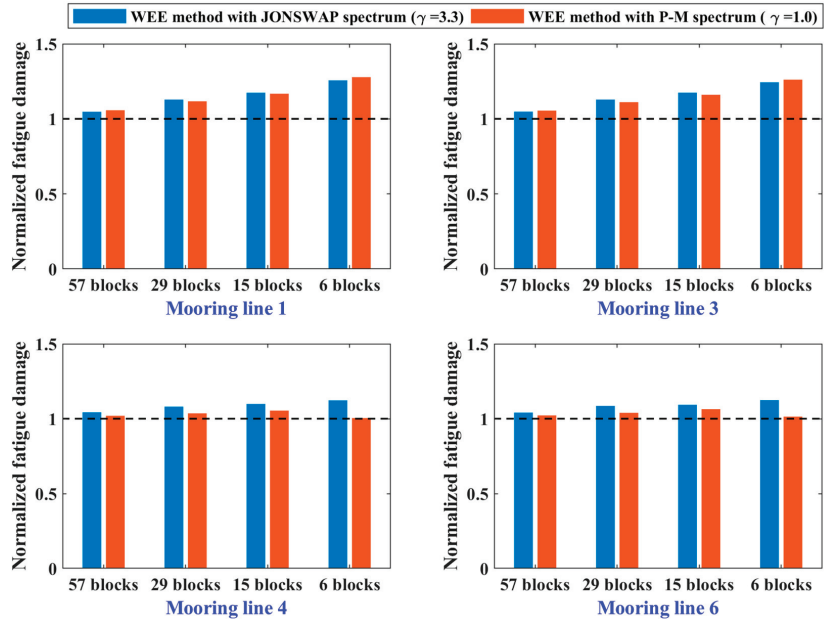 WEE method with JONSWAP spectrum (γ=3.3) WEE method with P-M spectrum ( γ=1.0)
Normalized fatigue damage
1.5
1
0.5
0
57 blocks 29 blocks 15 blocks 6 blocks
Mooring line 1
Normalized fatigue damage
1.5
1
0.5
0
57 blocks 29 blocks 15 blocks 6 blocks
Mooring line 3
Normalized fatigue damage
1.5
1
0.5
0
57 blocks 29 blocks 15 blocks 6 blocks
Mooring line 4
Normalized fatigue damage
1.5
1
0.5
0
57 blocks 29 blocks 15 blocks 6 blocks
Mooring line 6